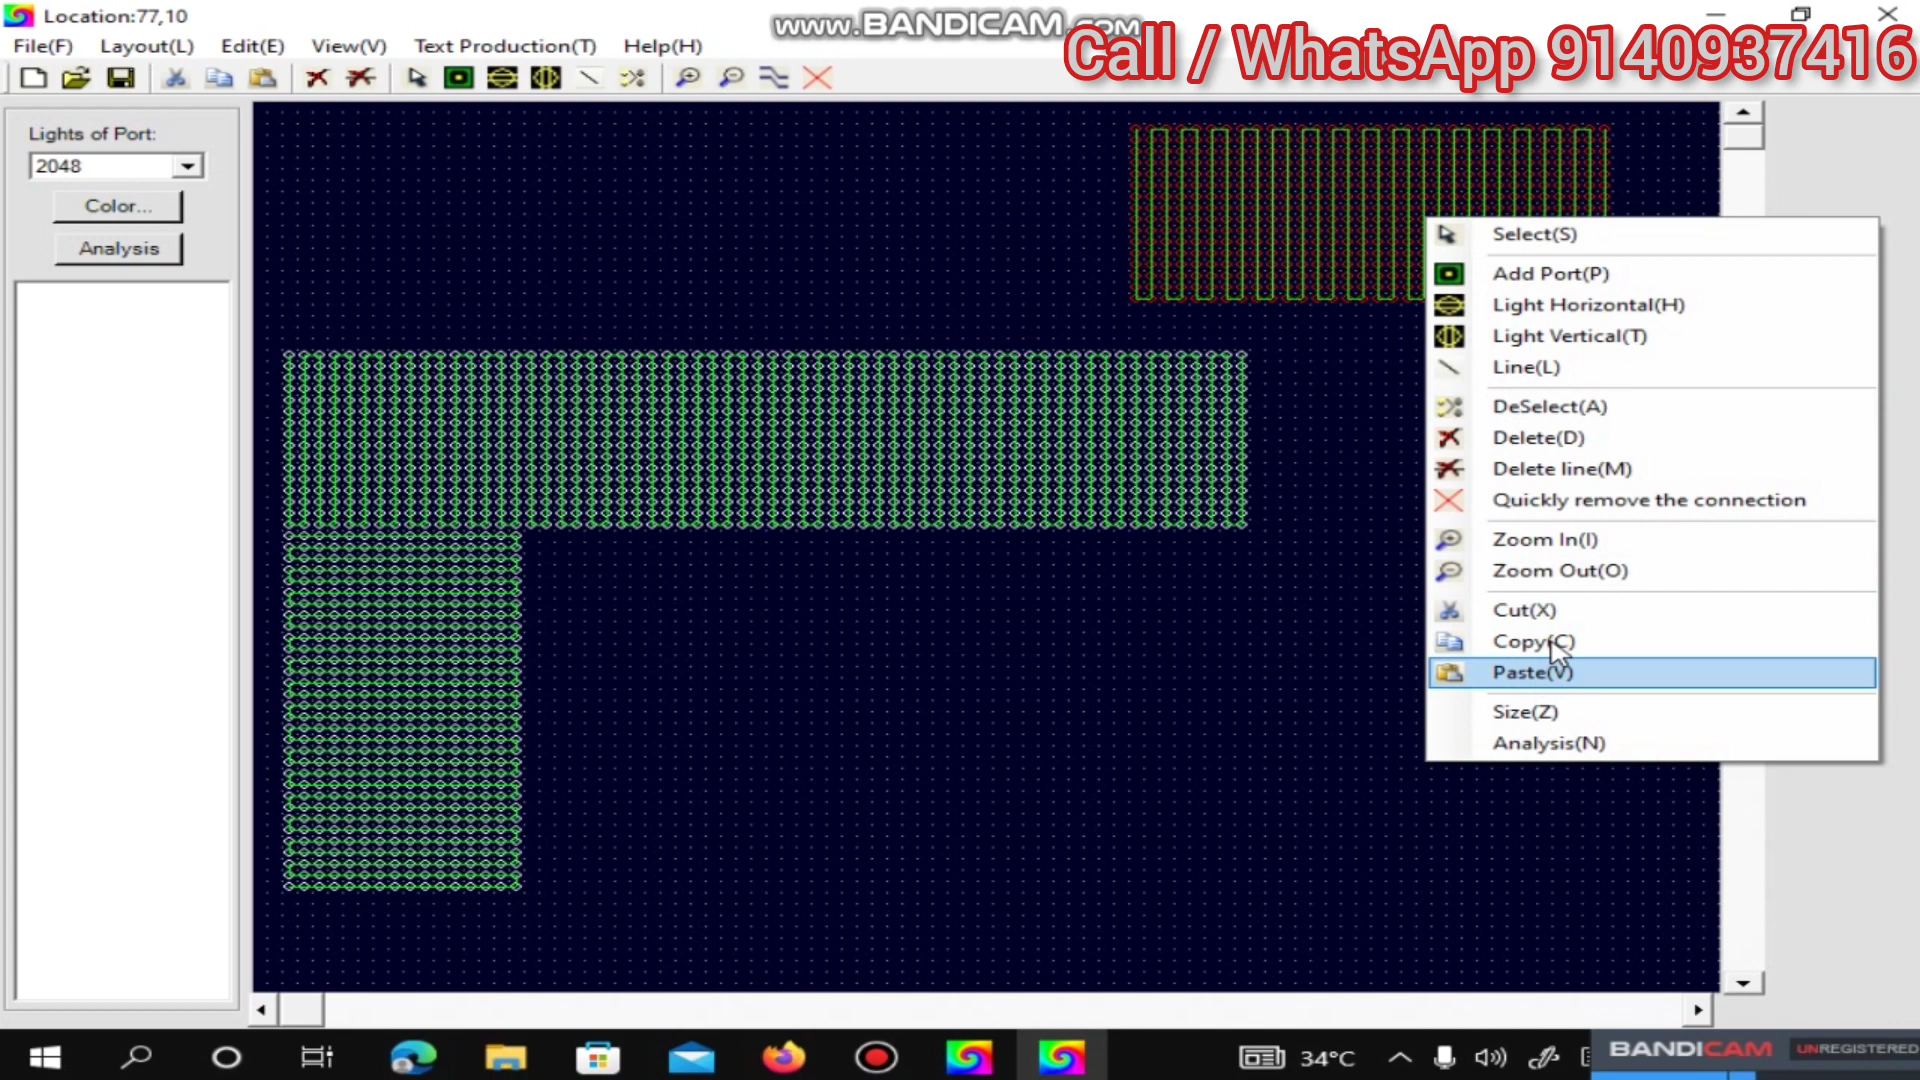 Location:77,10
www.BANDICAM.com
Call / WhatsApp 9140937416
File(F) Layout(L) Edit(E) View(V) Text Production(T) Help(H)
Lights of Port:
2048
Color...
Analysis
Select(S)
Add Port(P)
Light Horizontal(H)
Light Vertical(T)
Line(L)
DeSelect(A)
Delete(D)
Delete line(M)
Quickly remove the connection
Zoom In(I)
Zoom Out(O)
Cut(X)
Copy(C)
Paste(V)
Size(Z)
Analysis(N)
34°C
BANDICAM UNREGISTERED